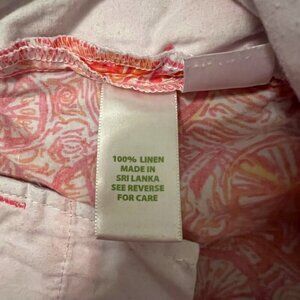 100% LINEN
MADE IN
SRI LANKA
SEE REVERSE
FOR CARE